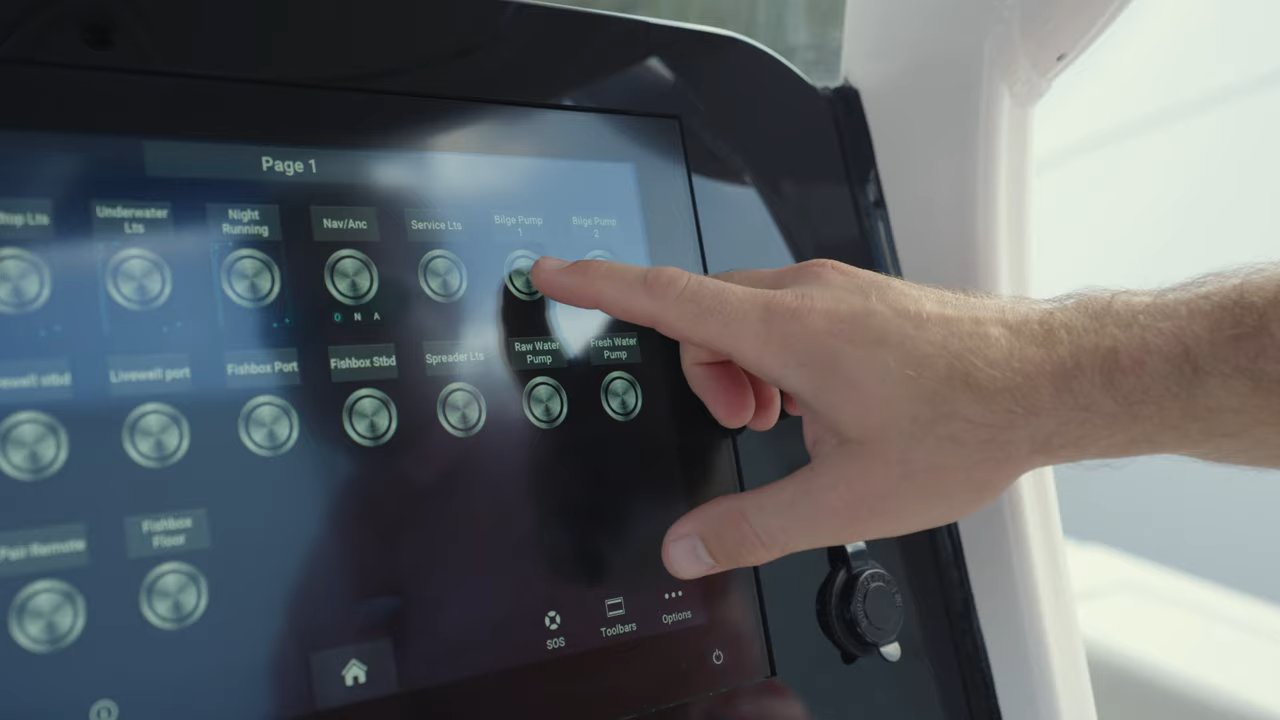 Page 1
Underwater
Lts
Night
Running
Nav/Anc
Service Lts
Bilge Pump
1
Bilge Pump
2
O N A
Livewell port
Fishbox Port
Fishbox Stbd
Spreader Lts
Raw Water
Pump
Fresh Water
Pump
Fishbox
Floor
SOS
Toolbars
Options